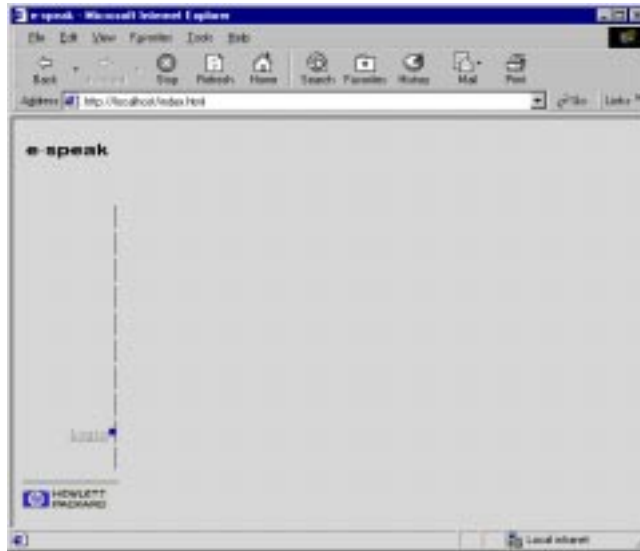 e-speak - Microsoft Internet Explorer
File Edit View Favorites Tools Help
Back Stop Refresh Home Search Favorites History Mail Print
Address http://localhost/index.html Go Links
e-speak
Login
HEWLETT
PACKARD
Local intranet